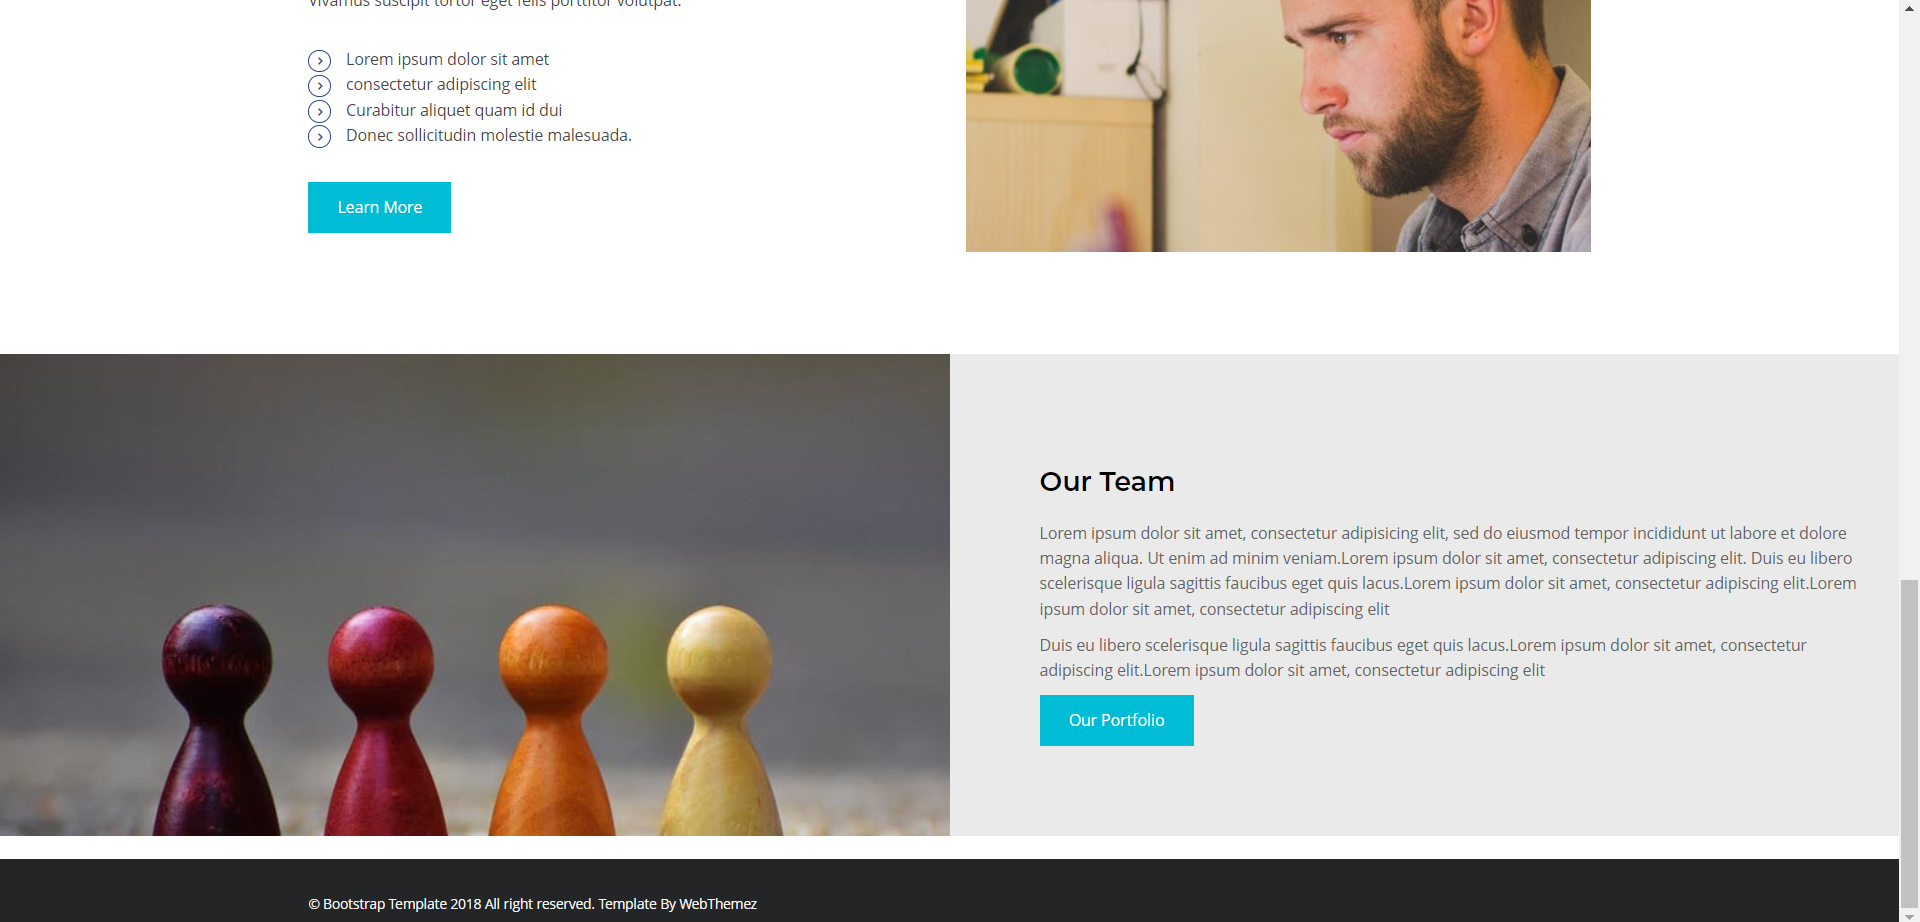 Vivamus suscipit tortor eget felis porttitor volutpat.
Lorem ipsum dolor sit amet
consectetur adipiscing elit
Curabitur aliquet quam id dui
Donec sollicitudin molestie malesuada.
Learn More
Our Team
Lorem ipsum dolor sit amet, consectetur adipisicing elit, sed do eiusmod tempor incididunt ut labore et dolore
magna aliqua. Ut enim ad minim veniam.Lorem ipsum dolor sit amet, consectetur adipiscing elit. Duis eu libero
scelerisque ligula sagittis faucibus eget quis lacus.Lorem ipsum dolor sit amet, consectetur adipiscing elit.Lorem
ipsum dolor sit amet, consectetur adipiscing elit
Duis eu libero scelerisque ligula sagittis faucibus eget quis lacus.Lorem ipsum dolor sit amet, consectetur
adipiscing elit.Lorem ipsum dolor sit amet, consectetur adipiscing elit
Our Portfolio
© Bootstrap Template 2018 All right reserved. Template By WebThemez